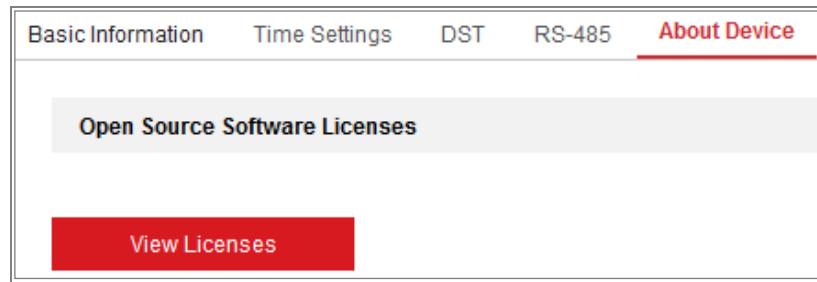 Basic Information Time Settings DST RS-485 About Device
Open Source Software Licenses
View Licenses